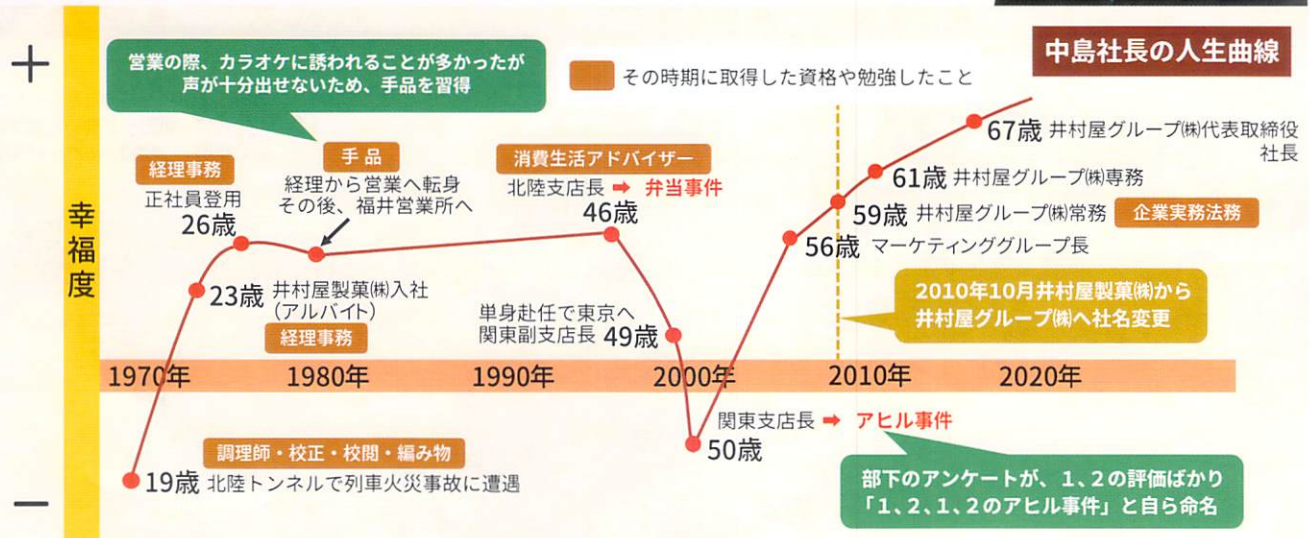 中島社長の人生曲線
＋
幸福度
－
営業の際、カラオケに誘われることが多かったが
声が十分出せないため、手品を習得
その時期に取得した資格や勉強したこと
経理事務
正社員登用
26歳
手品
経理から営業へ転身
その後、福井営業所へ
消費生活アドバイザー
北陸支店長 ➡ 弁当事件
46歳
67歳 井村屋グループ㈱代表取締役
社長
61歳 井村屋グループ㈱専務
59歳 井村屋グループ㈱常務 企業実務法務
56歳 マーケティンググループ長
23歳 井村屋製菓㈱入社
（アルバイト）
経理事務
単身赴任で東京へ
関東副支店長 49歳
2010年10月井村屋製菓㈱から
井村屋グループ㈱へ社名変更
1970年 1980年 1990年 2000年 2010年 2020年
関東支店長 ➡ アヒル事件
50歳
調理師・校正・校閲・編み物
19歳 北陸トンネルで列車火災事故に遭遇
部下のアンケートが、１、２の評価ばかり
「１、２、１、２のアヒル事件」と自ら命名